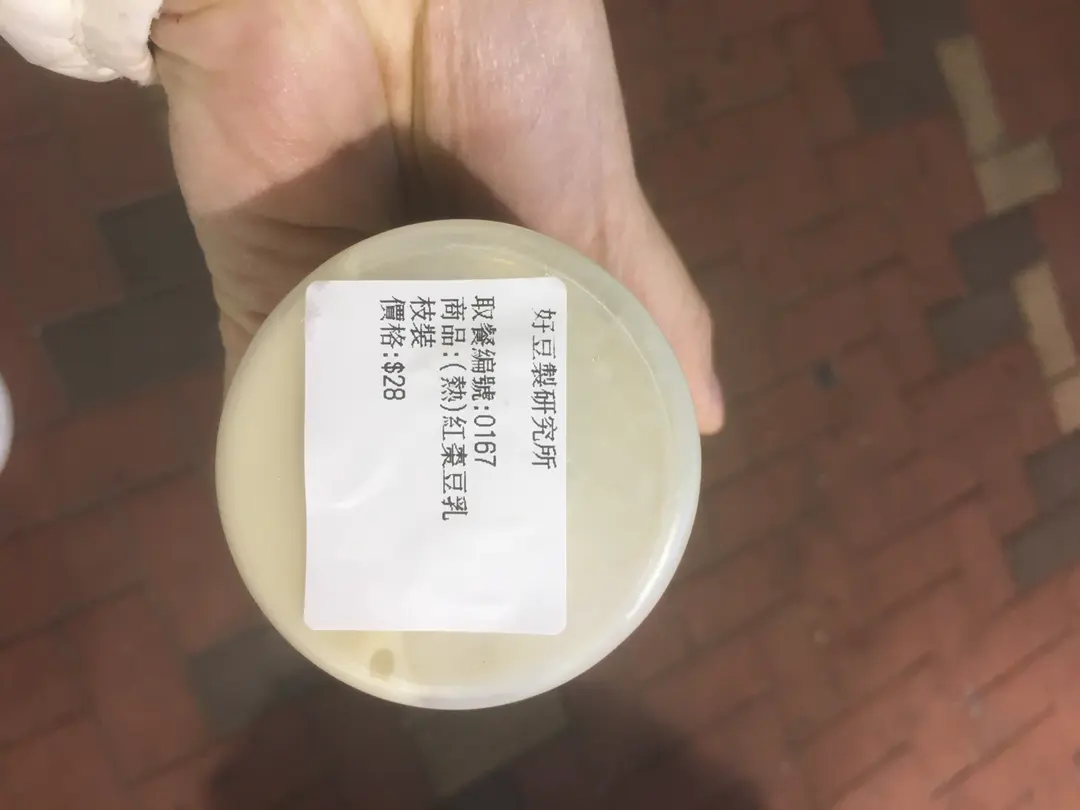 好豆製研究所
取餐編號:0167
商品:(熱)紅棗豆乳
枝裝
價格:$28